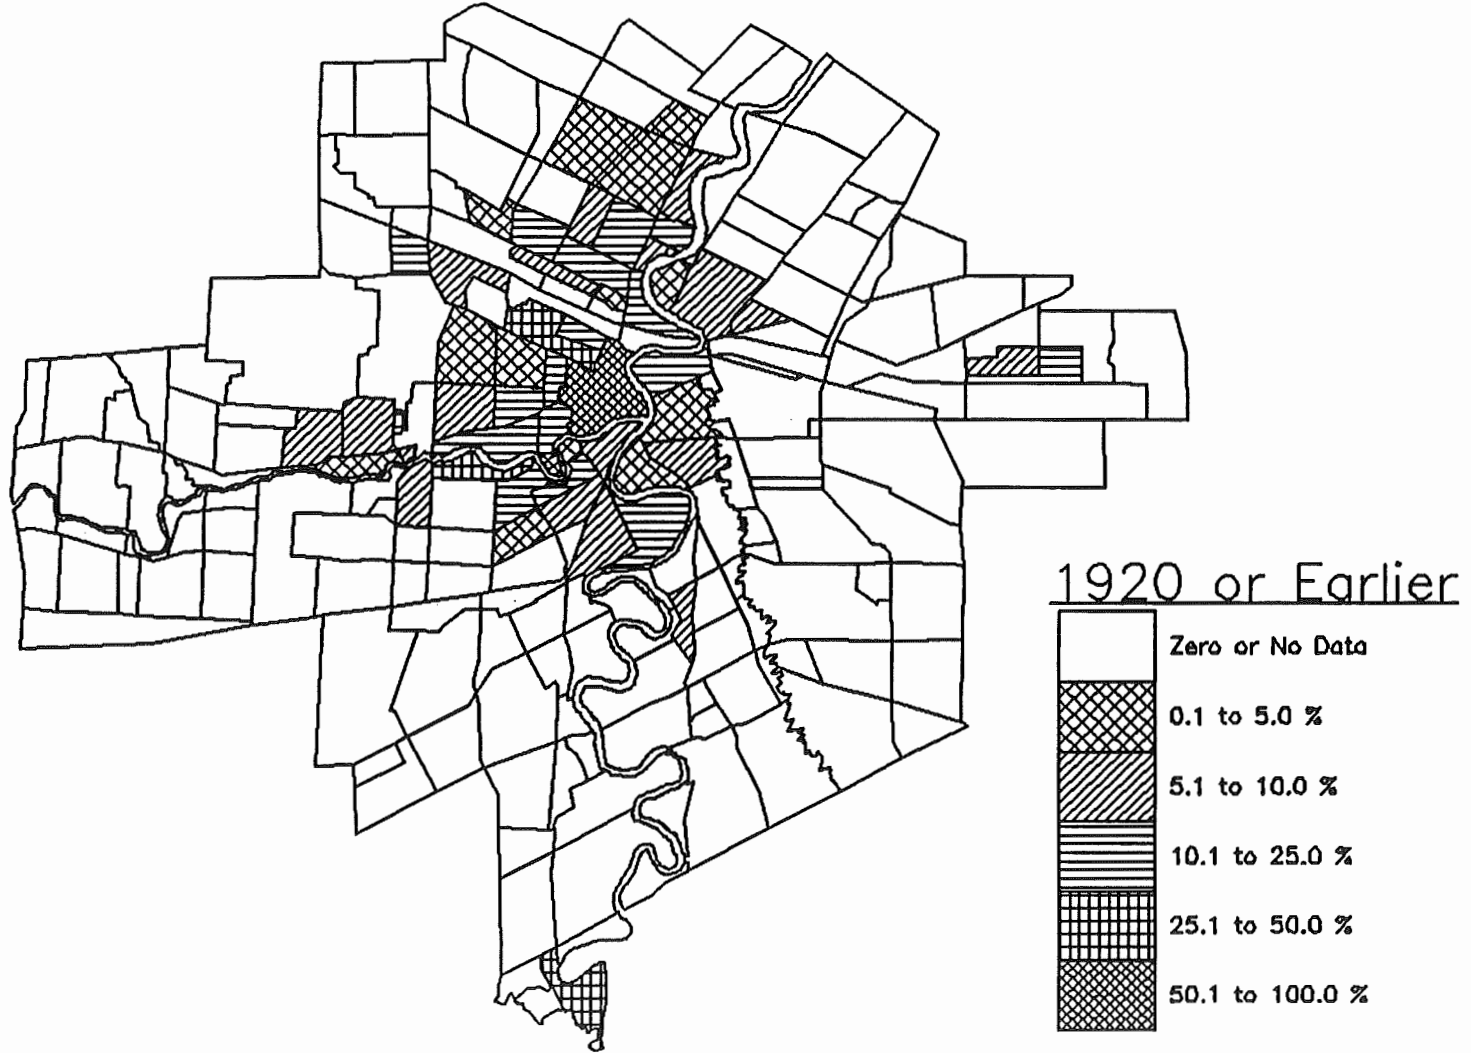 1920 or Earlier
Zero or No Data
0.1 to 5.0 %
5.1 to 10.0 %
10.1 to 25.0 %
25.1 to 50.0 %
50.1 to 100.0 %